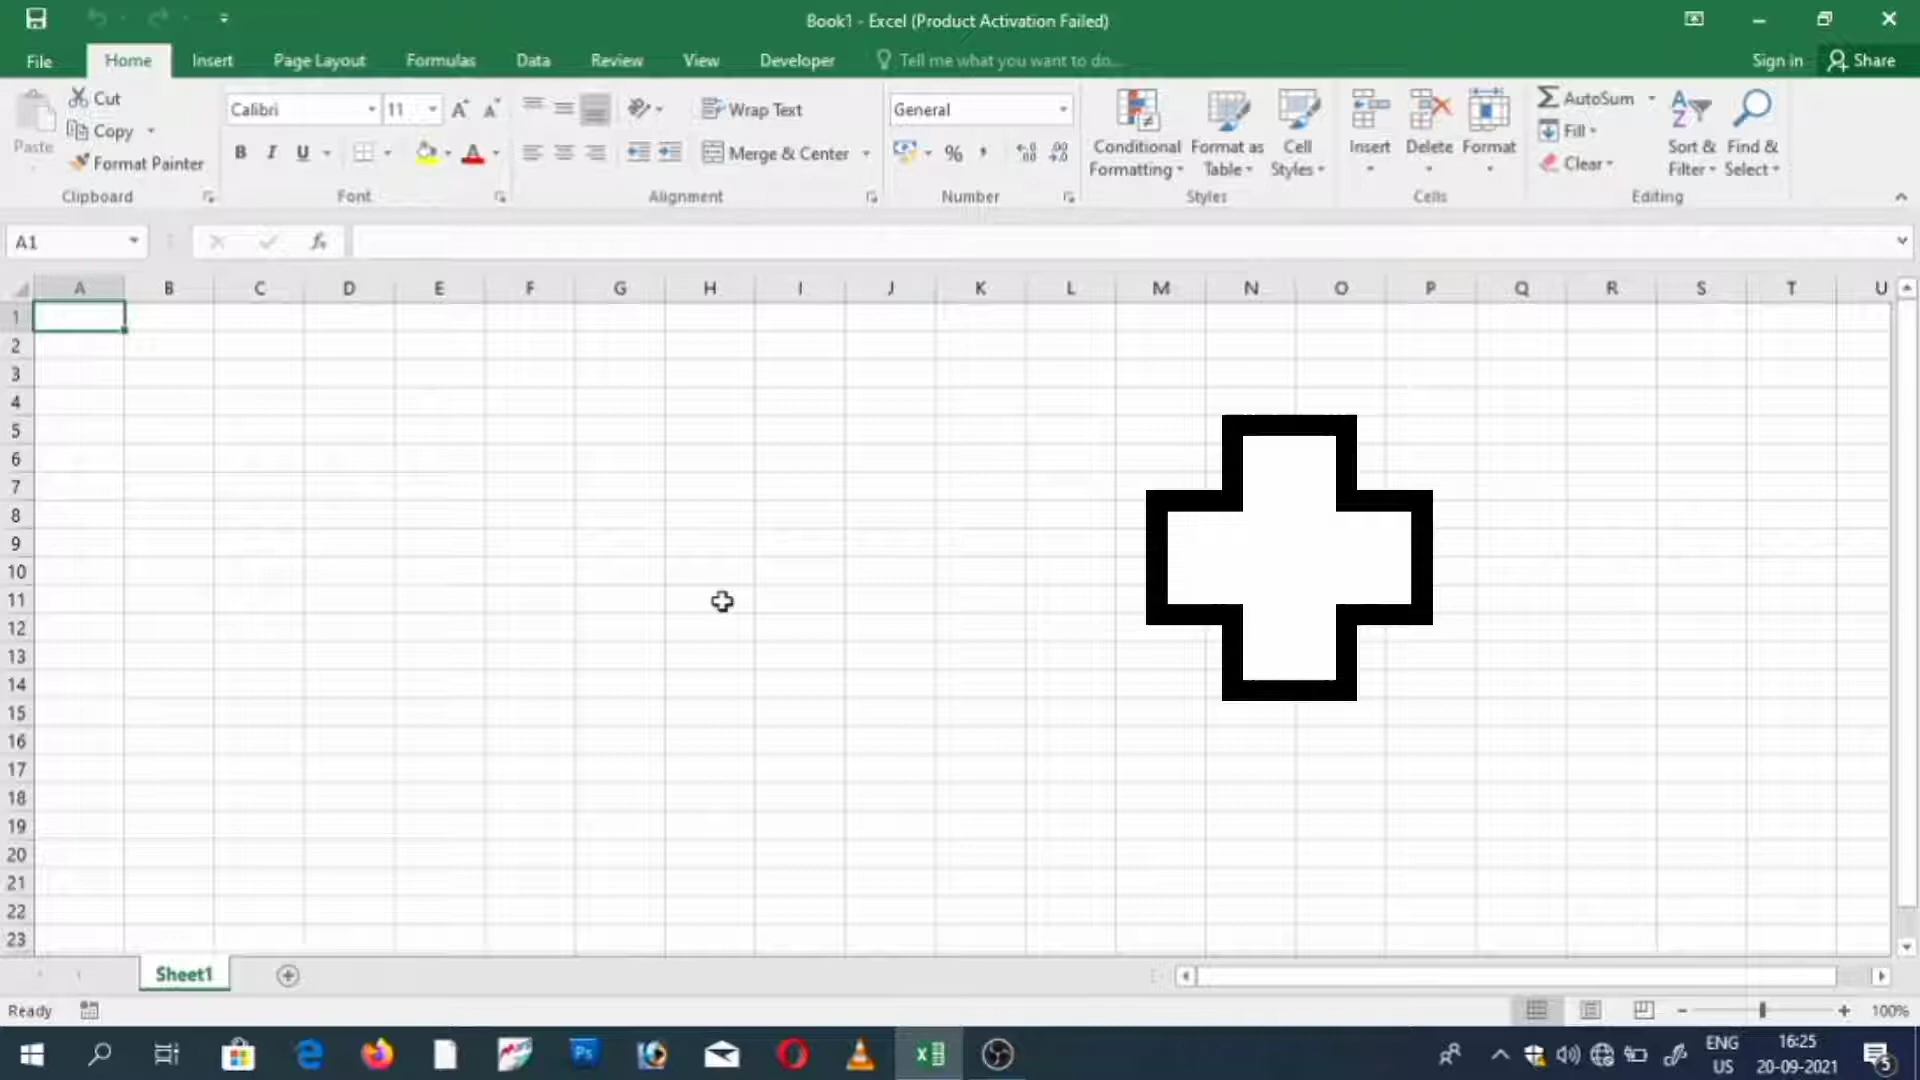 Book1 - Excel (Product Activation Failed)
File Home Insert Page Layout Formulas Data Review View Developer Tell me what you want to do... Sign in Share
Paste
Cut
Copy
Format Painter
Clipboard
Calibri 11
B I U A
Font
Wrap Text
Merge & Center
Alignment
General
% ,
Number
Conditional Formatting
Format as Table
Cell Styles
Styles
Insert Delete Format
Cells
AutoSum
Fill
Clear
Sort & Filter
Find & Select
Editing
A1 fx
A B C D E F G H I J K L M N O P Q R S T U
1
2
3
4
5
6
7
8
9
10
11
12
13
14
15
16
17
18
19
20
21
22
23
Sheet1
Ready 100%
Ps ENG
US
16:25
20-09-2021
5